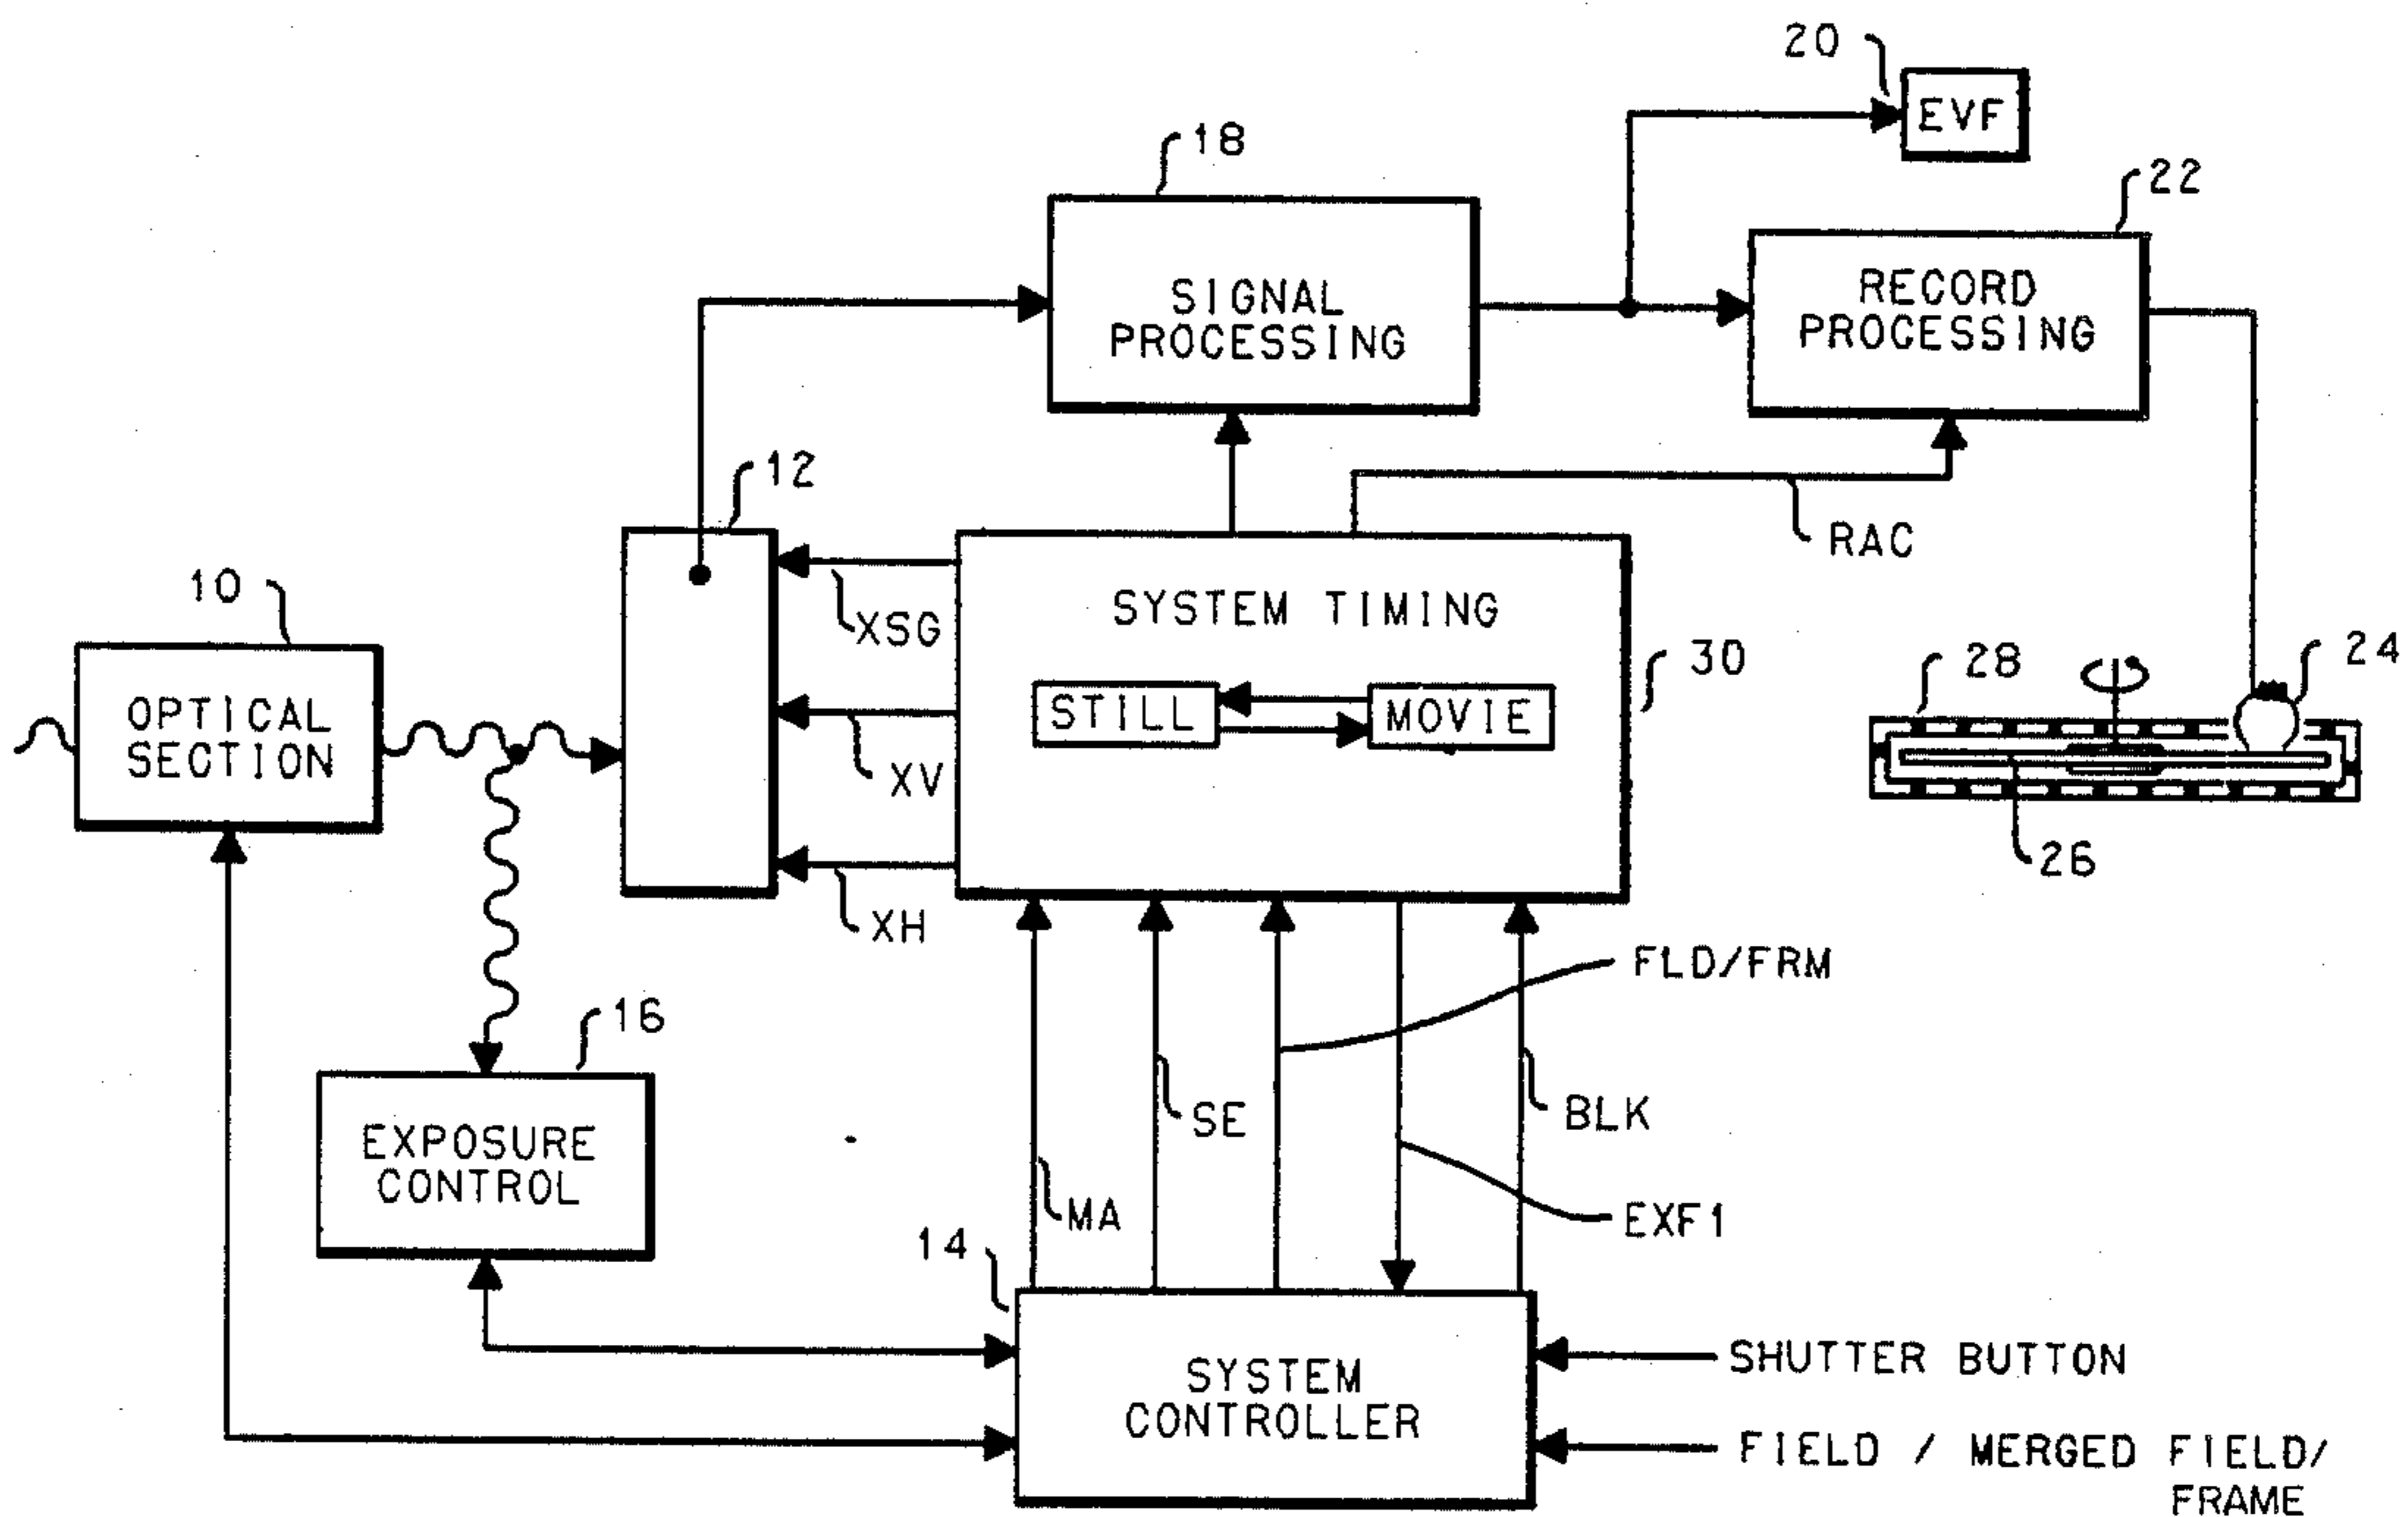 20
EVF
18
22
SIGNAL
PROCESSING
RECORD
PROCESSING
12
RAC
10
XSG
SYSTEM TIMING
30
28
24
OPTICAL
SECTION
STILL
MOVIE
XV
26
XH
FLD/FRM
16
SE
BLK
EXPOSURE
CONTROL
MA
EXF1
14
SHUTTER BUTTON
SYSTEM
CONTROLLER
FIELD / MERGED FIELD/
FRAME